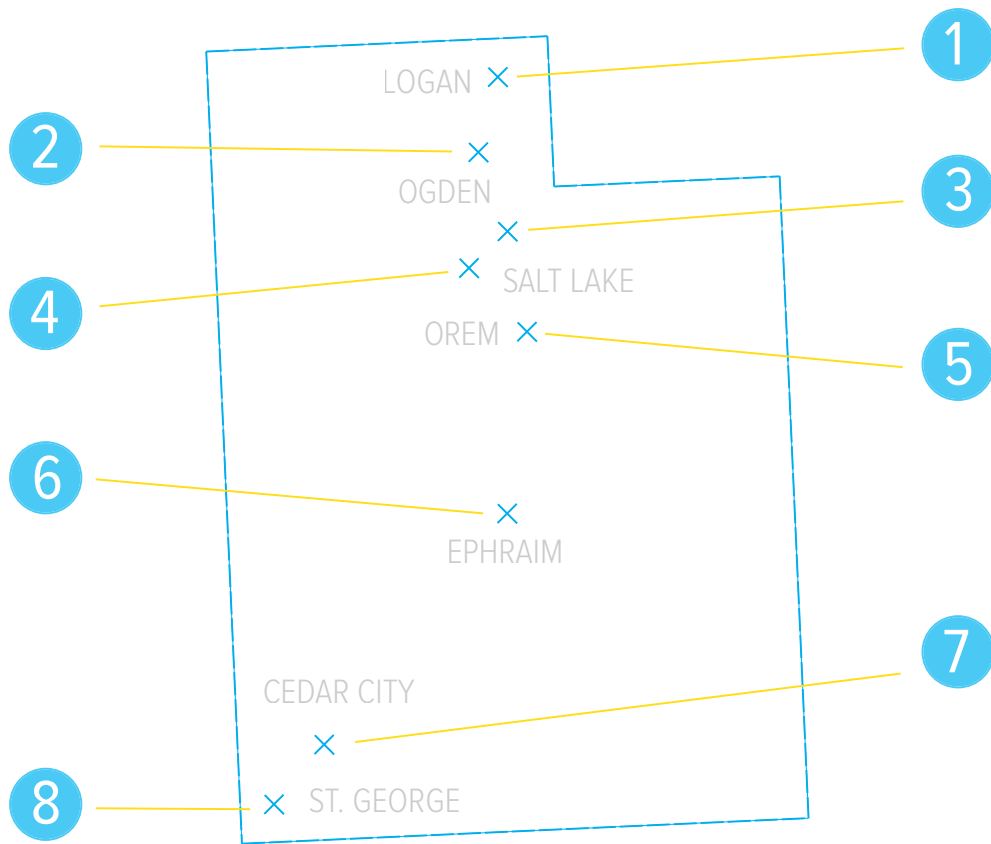 1
LOGAN
2
OGDEN
3
4
SALT LAKE
OREM
5
6
EPHRAIM
7
CEDAR CITY
8
ST. GEORGE